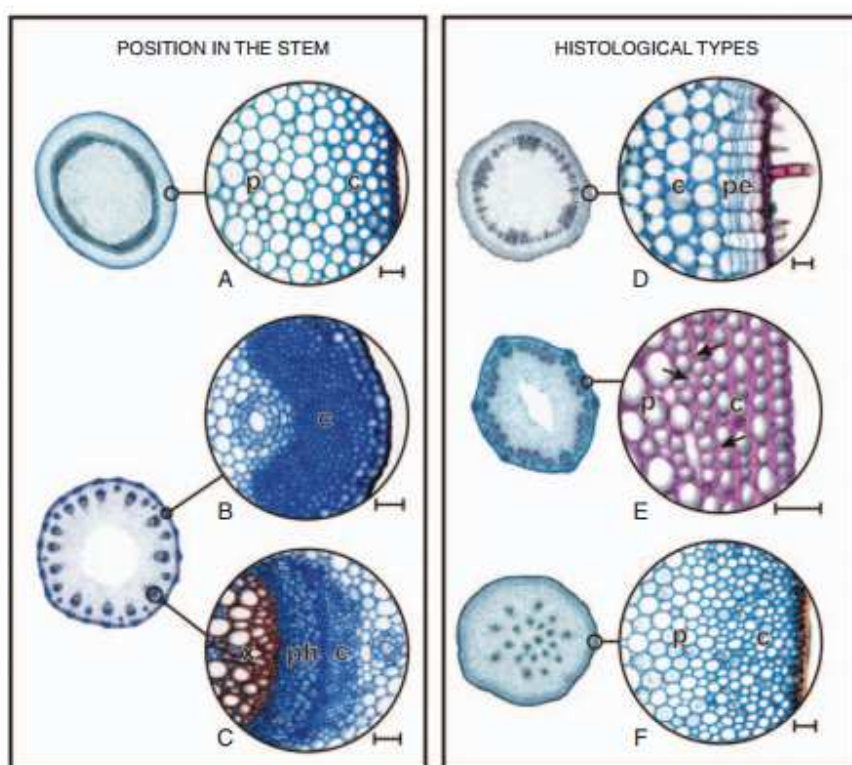 POSITION IN THE STEM
p
c
A
c
B
x
ph
c
C
HISTOLOGICAL TYPES
c
pe
D
p
c
E
p
c
F